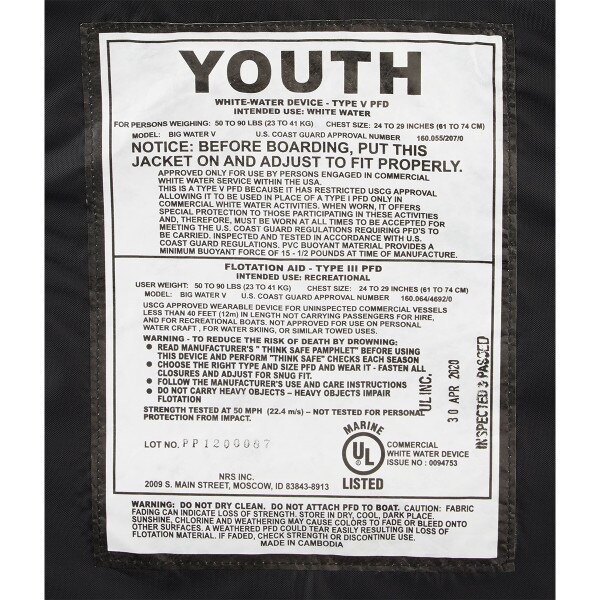 YOUTH
WHITE-WATER DEVICE - TYPE V PFD
INTENDED USE: WHITE WATER
FOR PERSONS WEIGHING: 50 TO 90 LBS (23 TO 41 KG) CHEST SIZE: 24 TO 29 INCHES (61 TO 74 CM)
MODEL: BIG WATER V U.S. COAST GUARD APPROVAL NUMBER 160.055/207/0
NOTICE: BEFORE BOARDING, PUT THIS
JACKET ON AND ADJUST TO FIT PROPERLY.
APPROVED ONLY FOR USE BY PERSONS ENGAGED IN COMMERCIAL
WHITE WATER SERVICE WITHIN THE USA.
THIS IS A TYPE V PFD BECAUSE IT HAS RESTRICTED USCG APPROVAL
ALLOWING IT TO BE USED IN PLACE OF A TYPE I PFD ONLY IN
COMMERCIAL WHITE WATER ACTIVITIES. WHEN WORN, IT OFFERS
SPECIAL PROTECTION TO THOSE PARTICIPATING IN THESE ACTIVITIES
AND, THEREFORE, MUST BE WORN AT ALL TIMES TO BE ACCEPTED FOR
MEETING THE U.S. COAST GUARD REGULATIONS REQUIRING PFD'S TO
BE CARRIED. INSPECTED AND TESTED IN ACCORDANCE WITH U.S.
COAST GUARD REGULATIONS. PVC BUOYANT MATERIAL PROVIDES A
MINIMUM BUOYANT FORCE OF 15 - 1/2 POUNDS AT TIME OF MANUFACTURE.
FLOTATION AID - TYPE III PFD
INTENDED USE: RECREATIONAL
USER WEIGHT: 50 TO 90 LBS (23 TO 41 KG) CHEST SIZE: 24 TO 29 INCHES (61 TO 74 CM)
MODEL: BIG WATER V U.S. COAST GUARD APPROVAL NUMBER 160.064/4692/0
USCG APPROVED WEARABLE DEVICE FOR UNINSPECTED COMMERCIAL VESSELS
LESS THAN 40 FEET (12m) IN LENGTH NOT CARRYING PASSENGERS FOR HIRE,
AND FOR RECREATIONAL BOATS. NOT APPROVED FOR USE ON PERSONAL
WATER CRAFT , FOR WATER SKIING, OR SIMILAR TOWED USES.
WARNING - TO REDUCE THE RISK OF DEATH BY DROWNING:
● READ MANUFACTURER'S "THINK SAFE PAMPHLET" BEFORE USING
THIS DEVICE AND PERFORM "THINK SAFE" CHECKS EACH SEASON
● CHOOSE THE RIGHT TYPE AND SIZE PFD AND WEAR IT - FASTEN ALL
CLOSURES AND ADJUST FOR SNUG FIT.
● FOLLOW THE MANUFACTURER'S USE AND CARE INSTRUCTIONS
● DO NOT CARRY HEAVY OBJECTS - HEAVY OBJECTS IMPAIR
FLOTATION
STRENGTH TESTED AT 50 MPH (22.4 m/s) - NOT TESTED FOR PERSONAL
PROTECTION FROM IMPACT.
UL INC.
30 APR 2020
INSPECTED & PASSED
LOT NO. PP1200067
MARINE
UL
LISTED
COMMERCIAL
WHITE WATER DEVICE
ISSUE NO : 0094753
NRS INC.
2009 S. MAIN STREET, MOSCOW, ID 83843-8913
WARNING: DO NOT DRY CLEAN. DO NOT ATTACH PFD TO BOAT. CAUTION: FABRIC
FADING CAN INDICATE LOSS OF STRENGTH. STORE IN DRY, COOL, DARK PLACE.
SUNSHINE, CHLORINE AND WEATHERING MAY CAUSE COLORS TO FADE OR BLEED ONTO
OTHER SURFACES. A WEATHERED PFD COULD TEAR EASILY RESULTING IN LOSS OF
FLOTATION MATERIAL. IF FADED, CHECK STRENGTH OR DISCONTINUE USE.
MADE IN CAMBODIA